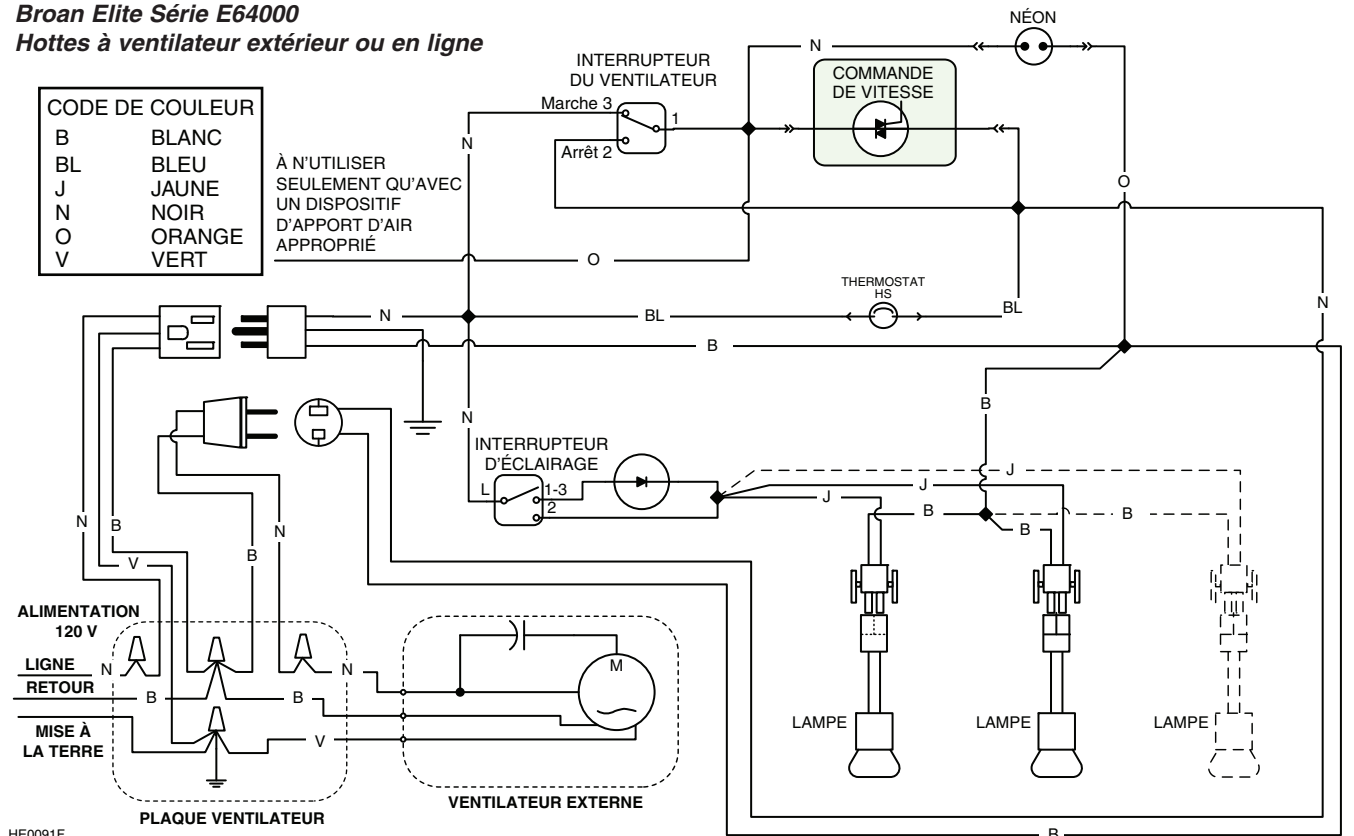 Broan Elite Série E64000
Hottes à ventilateur extérieur ou en ligne
CODE DE COULEUR
B BLANC
BL BLEU
J JAUNE
N NOIR
O ORANGE
V VERT
À N'UTILISER
SEULEMENT QU'AVEC
UN DISPOSITIF
D'APPORT D'AIR
APPROPRIÉ
INTERRUPTEUR
DU VENTILATEUR
Marche 3
1
Arrêt 2
N
NÉON
COMMANDE
DE VITESSE
N
O
O
THERMOSTAT
HS
N
BL
BL
N
B
N
INTERRUPTEUR
D'ÉCLAIRAGE
L
1-3
2
B
J
J
J
B
B
B
N
B
N
B
V
ALIMENTATION
120 V
LIGNE
N
RETOUR
B
MISE À
LA TERRE
N
B
V
M
LAMPE
LAMPE
LAMPE
PLAQUE VENTILATEUR
VENTILATEUR EXTERNE
B
HE0091F